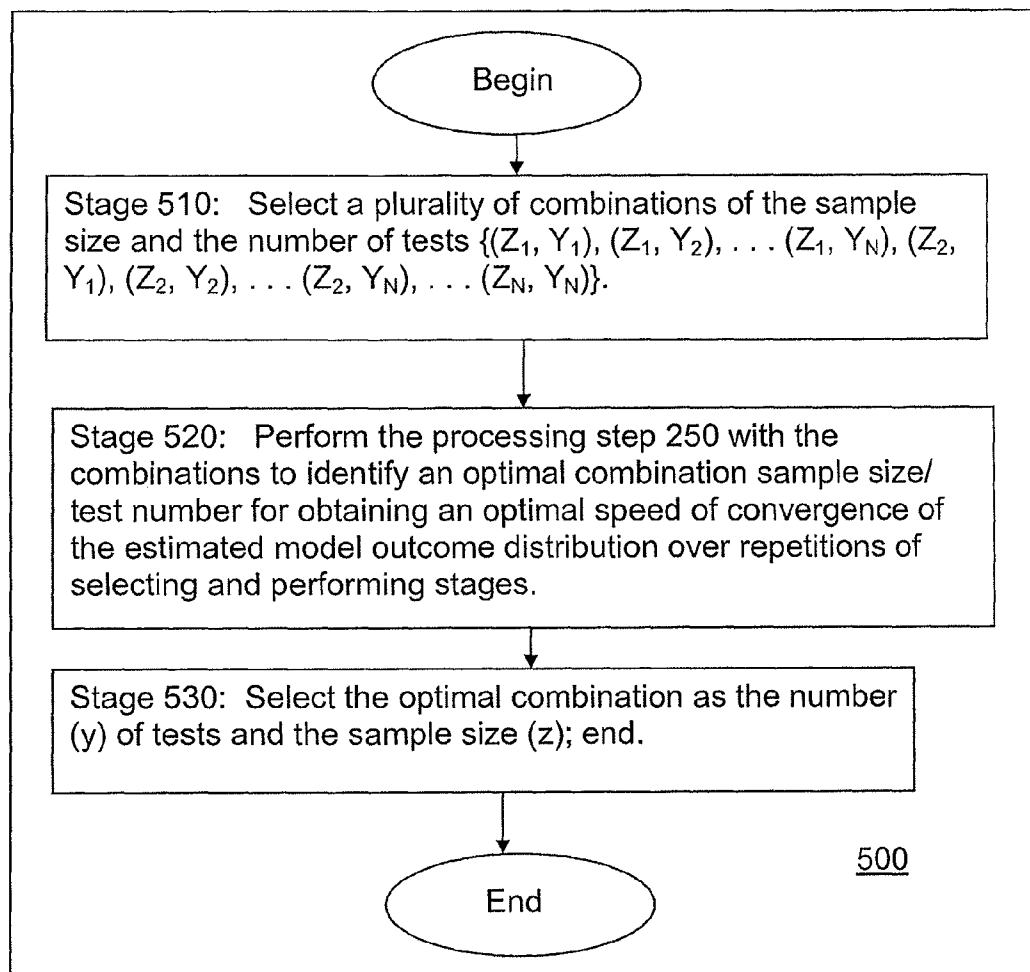 Begin
Stage 510: Select a plurality of combinations of the sample
size and the number of tests {(Z₁, Y₁), (Z₁, Y₂), . . . (Z₁, Y_N), (Z₂,
Y₁), (Z₂, Y₂), . . . (Z₂, Y_N), . . . (Z_N, Y_N)}.
Stage 520: Perform the processing step 250 with the
combinations to identify an optimal combination sample size/
test number for obtaining an optimal speed of convergence of
the estimated model outcome distribution over repetitions of
selecting and performing stages.
Stage 530: Select the optimal combination as the number
(y) of tests and the sample size (z); end.
500
End